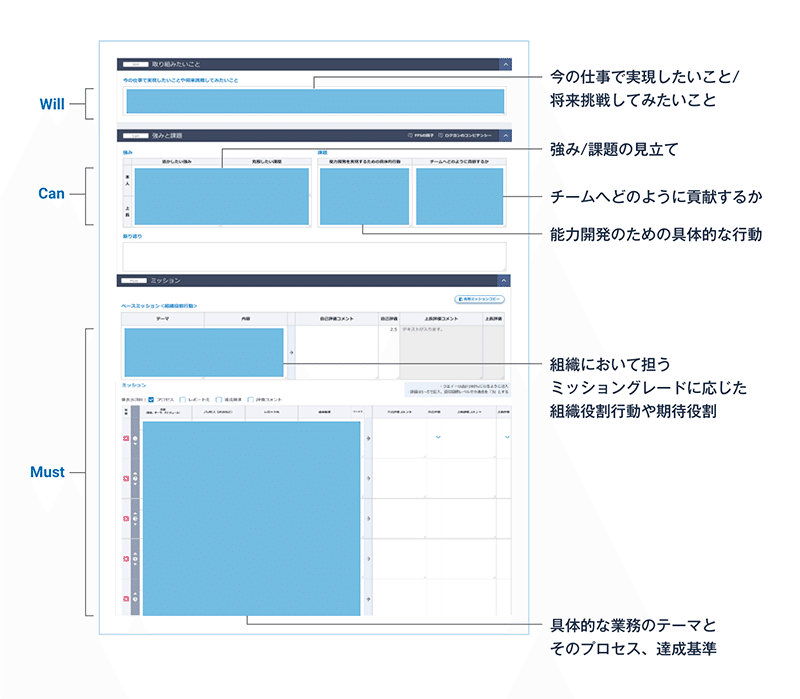 取り組みたいこと
今の仕事で実現したいことや将来挑戦してみたいこと
Will
今の仕事で実現したいこと/
将来挑戦してみたいこと
強みと課題
強み
課題
活かしたい強み
克服したい課題
能力開発を実現するための具体的行動
チームへどのように貢献するか
本人
上長
Can
強み/課題の見立て
チームへどのように貢献するか
能力開発のための具体的な行動
振り返り
ミッション
ベースミッション<組織役割行動>
テーマ
内容
自己評価コメント
自己評価
上長評価コメント
上長評価
2.5
テキストが入ります。
組織において担う
ミッショングレードに応じた
組織役割行動や期待役割
ミッション
プロセス
Must
具体的な業務のテーマと
そのプロセス、達成基準